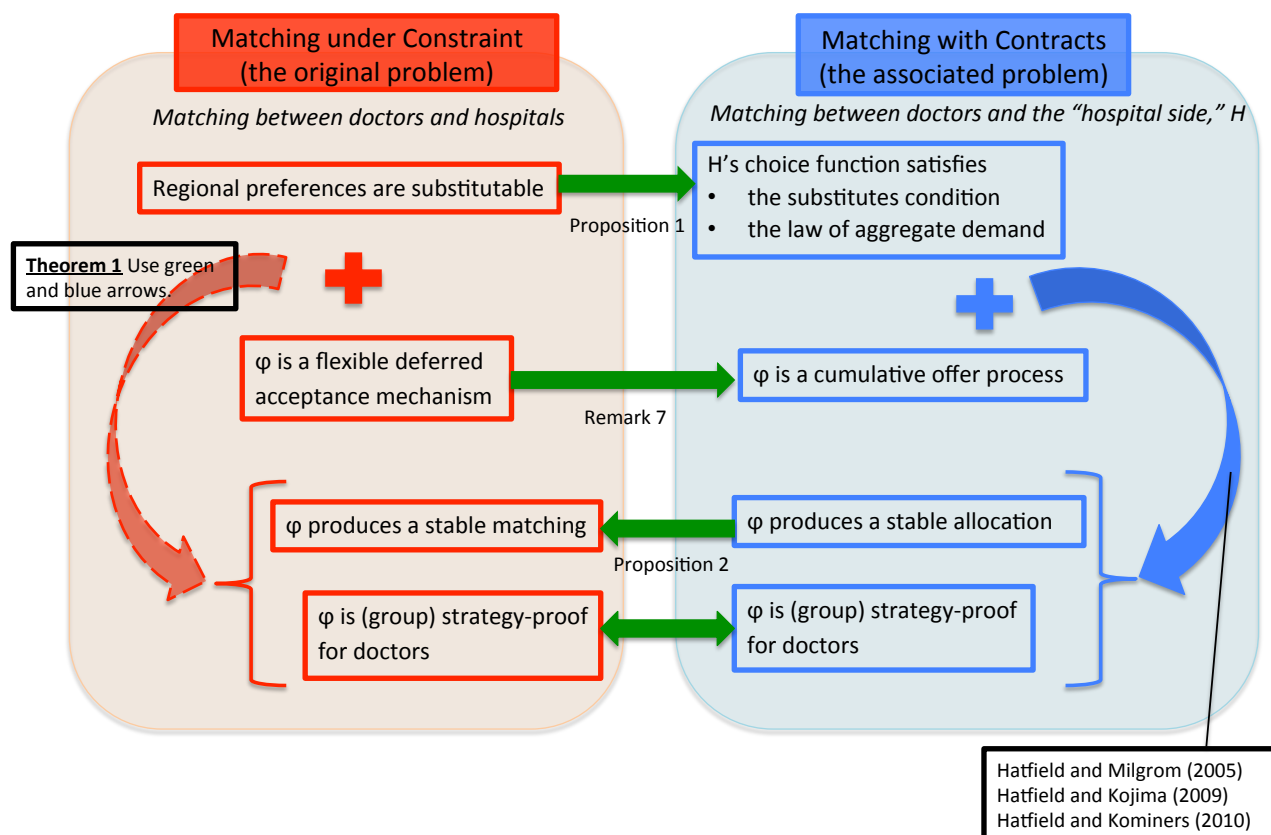 Matching under Constraint
(the original problem)
Matching between doctors and hospitals
Matching with Contracts
(the associated problem)
Matching between doctors and the “hospital side,” H
Regional preferences are substitutable
Proposition 1
H’s choice function satisfies
• the substitutes condition
• the law of aggregate demand
Theorem 1 Use green
and blue arrows.
φ is a flexible deferred
acceptance mechanism
Remark 7
φ is a cumulative offer process
φ produces a stable matching
Proposition 2
φ produces a stable allocation
φ is (group) strategy-proof
for doctors
φ is (group) strategy-proof
for doctors
Hatfield and Milgrom (2005)
Hatfield and Kojima (2009)
Hatfield and Kominers (2010)